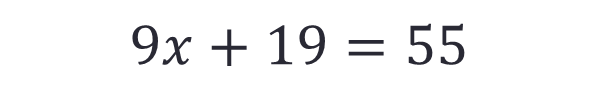 9x + 19 = 55